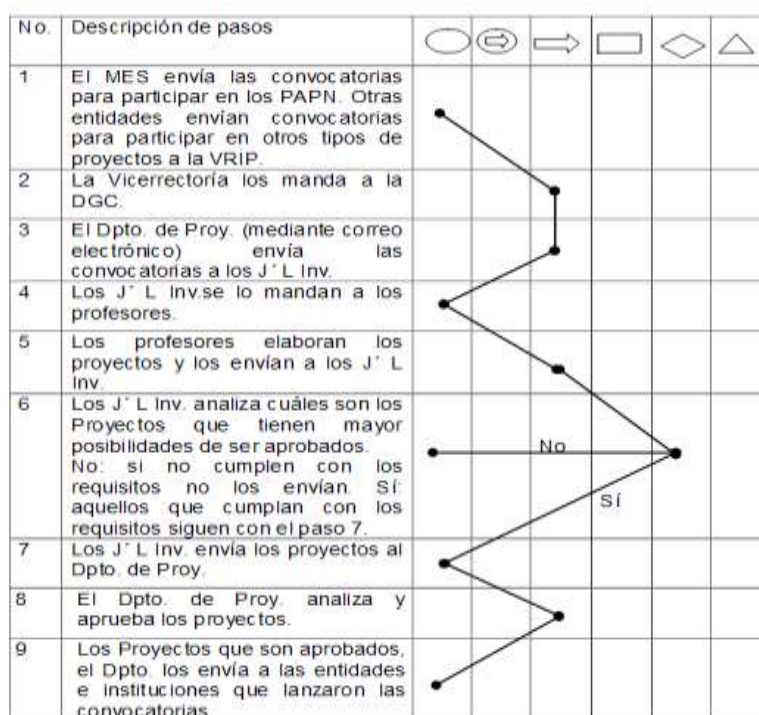 No. Descripción de pasos
1 El MES envía las convocatorias
para participar en los PAPN. Otras
entidades envían convocatorias
para participar en otros tipos de
proyectos a la VRIP.
2 La Vicerrectoría los manda a la
DGC.
3 El Dpto. de Proy. (mediante correo
electrónico) envía las
convocatorias a los J´ L Inv.
4 Los J´ L Inv.se lo mandan a los
profesores.
5 Los profesores elaboran los
proyectos y los envían a los J´ L
Inv.
6 Los J´ L Inv. analiza cuáles son los
Proyectos que tienen mayor
posibilidades de ser aprobados.
No: si no cumplen con los
requisitos no los envían. Sí:
aquellos que cumplan con los
requisitos siguen con el paso 7.
No
Sí
7 Los J´ L Inv. envía los proyectos al
Dpto. de Proy.
8 El Dpto. de Proy. analiza y
aprueba los proyectos.
9 Los Proyectos que son aprobados,
el Dpto. los envía a las entidades
e instituciones que lanzaron las
convocatorias.